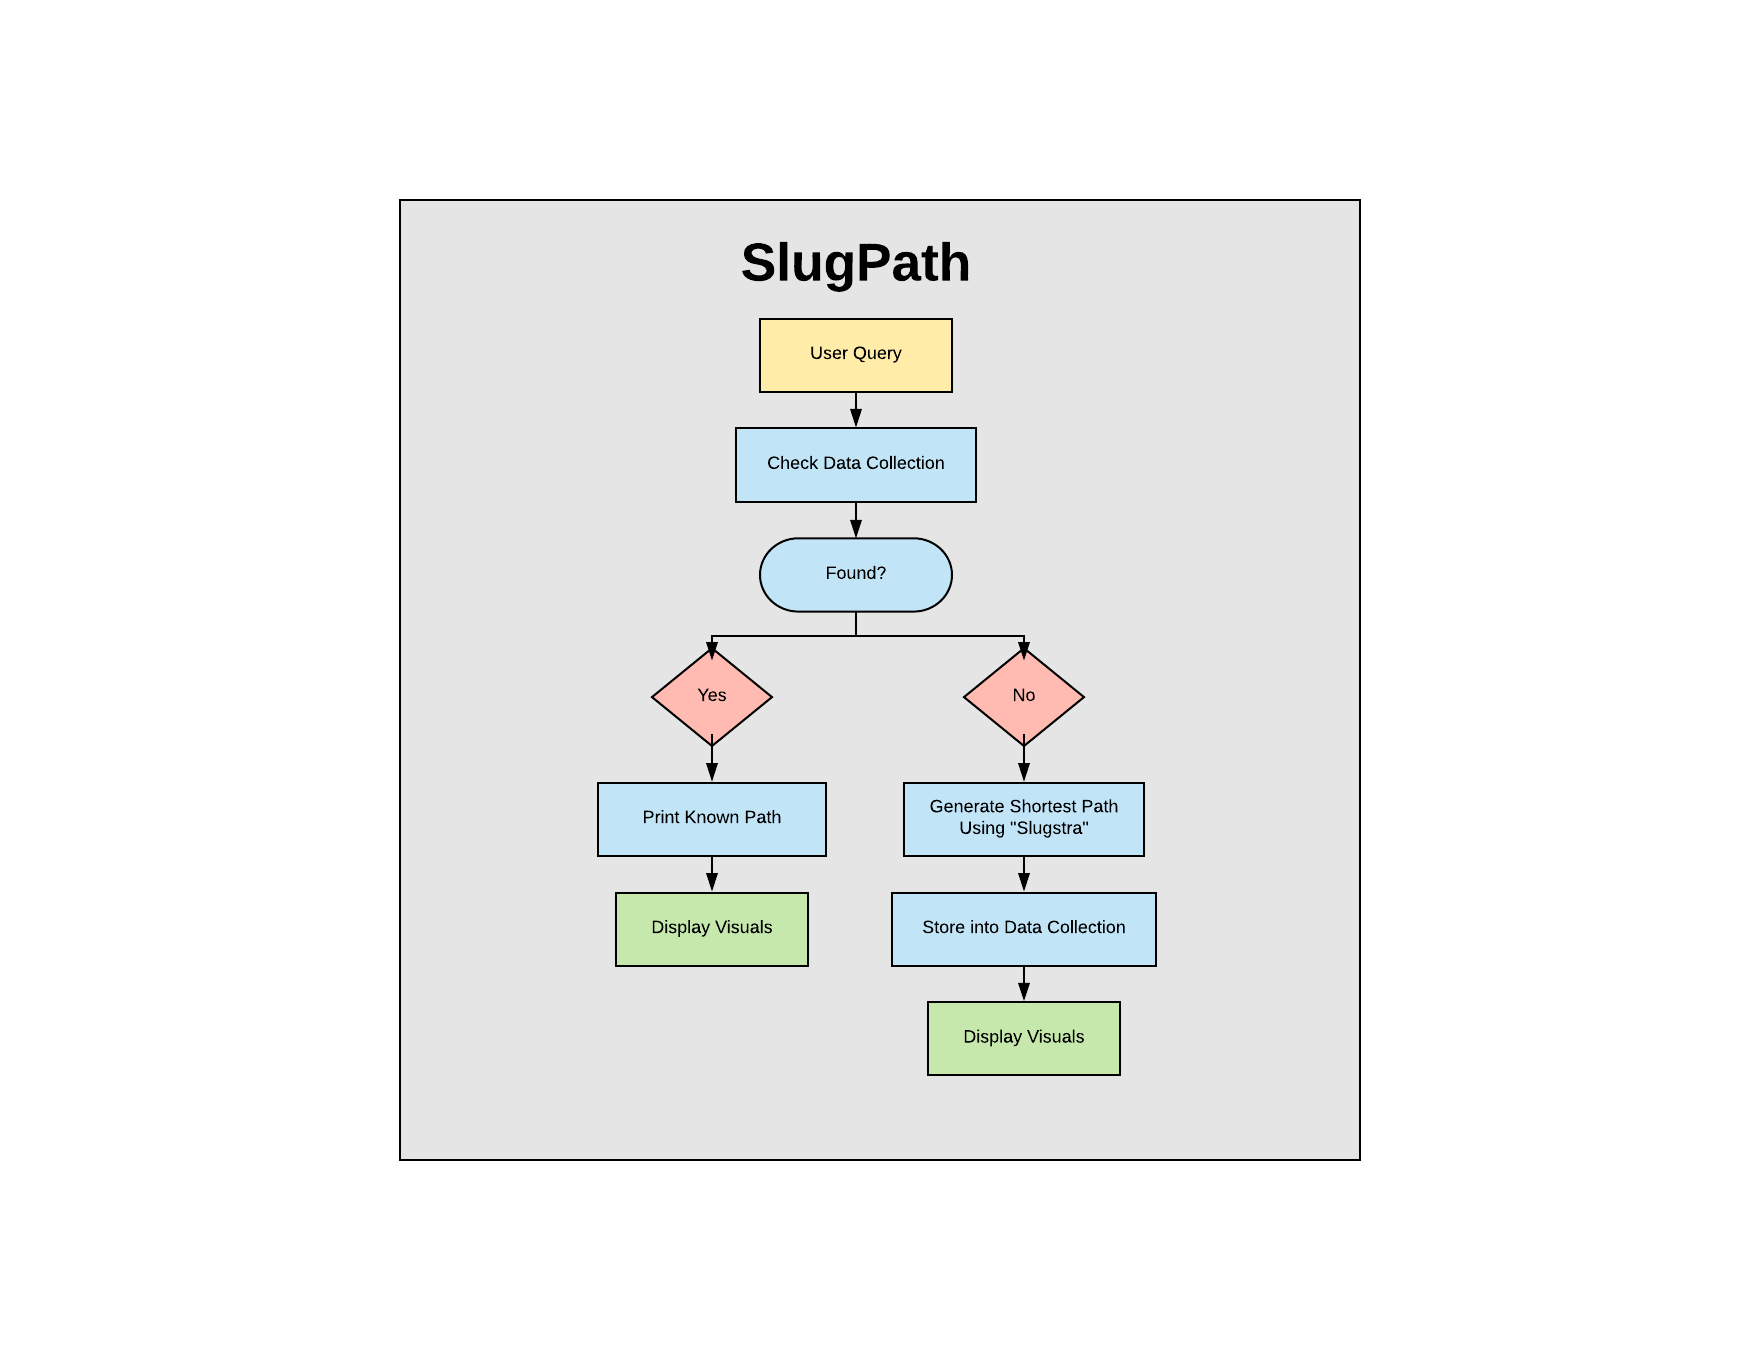 SlugPath
User Query
Check Data Collection
Found?
Yes
No
Print Known Path
Generate Shortest Path
Using "Slugstra"
Display Visuals
Store into Data Collection
Display Visuals